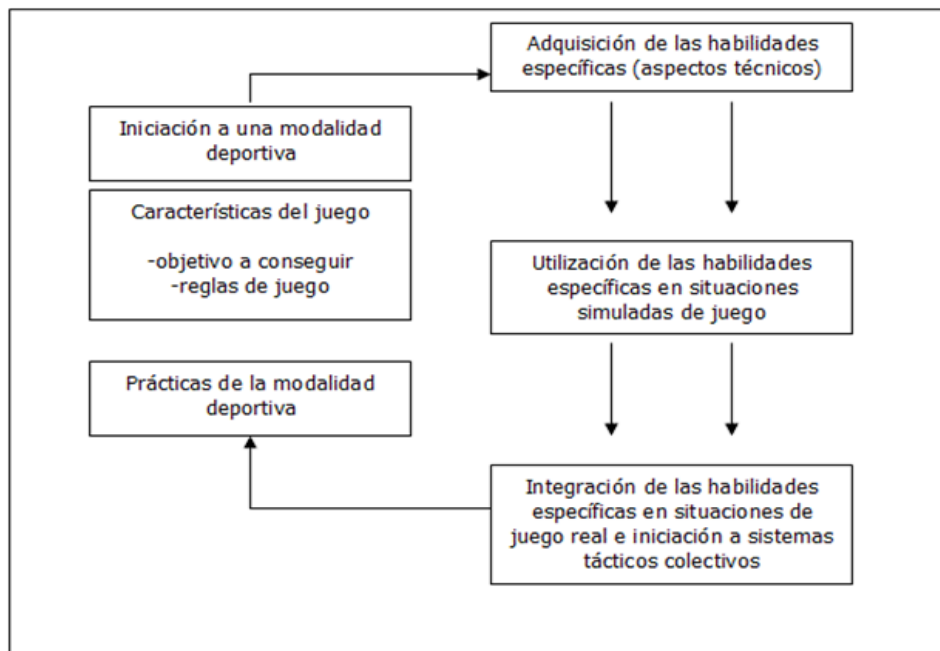 Iniciación a una modalidad
deportiva
Características del juego
-objetivo a conseguir
-reglas de juego
Adquisición de las habilidades
específicas (aspectos técnicos)
Utilización de las habilidades
específicas en situaciones
simuladas de juego
Integración de las habilidades
específicas en situaciones de
juego real e iniciación a sistemas
tácticos colectivos
Prácticas de la modalidad
deportiva